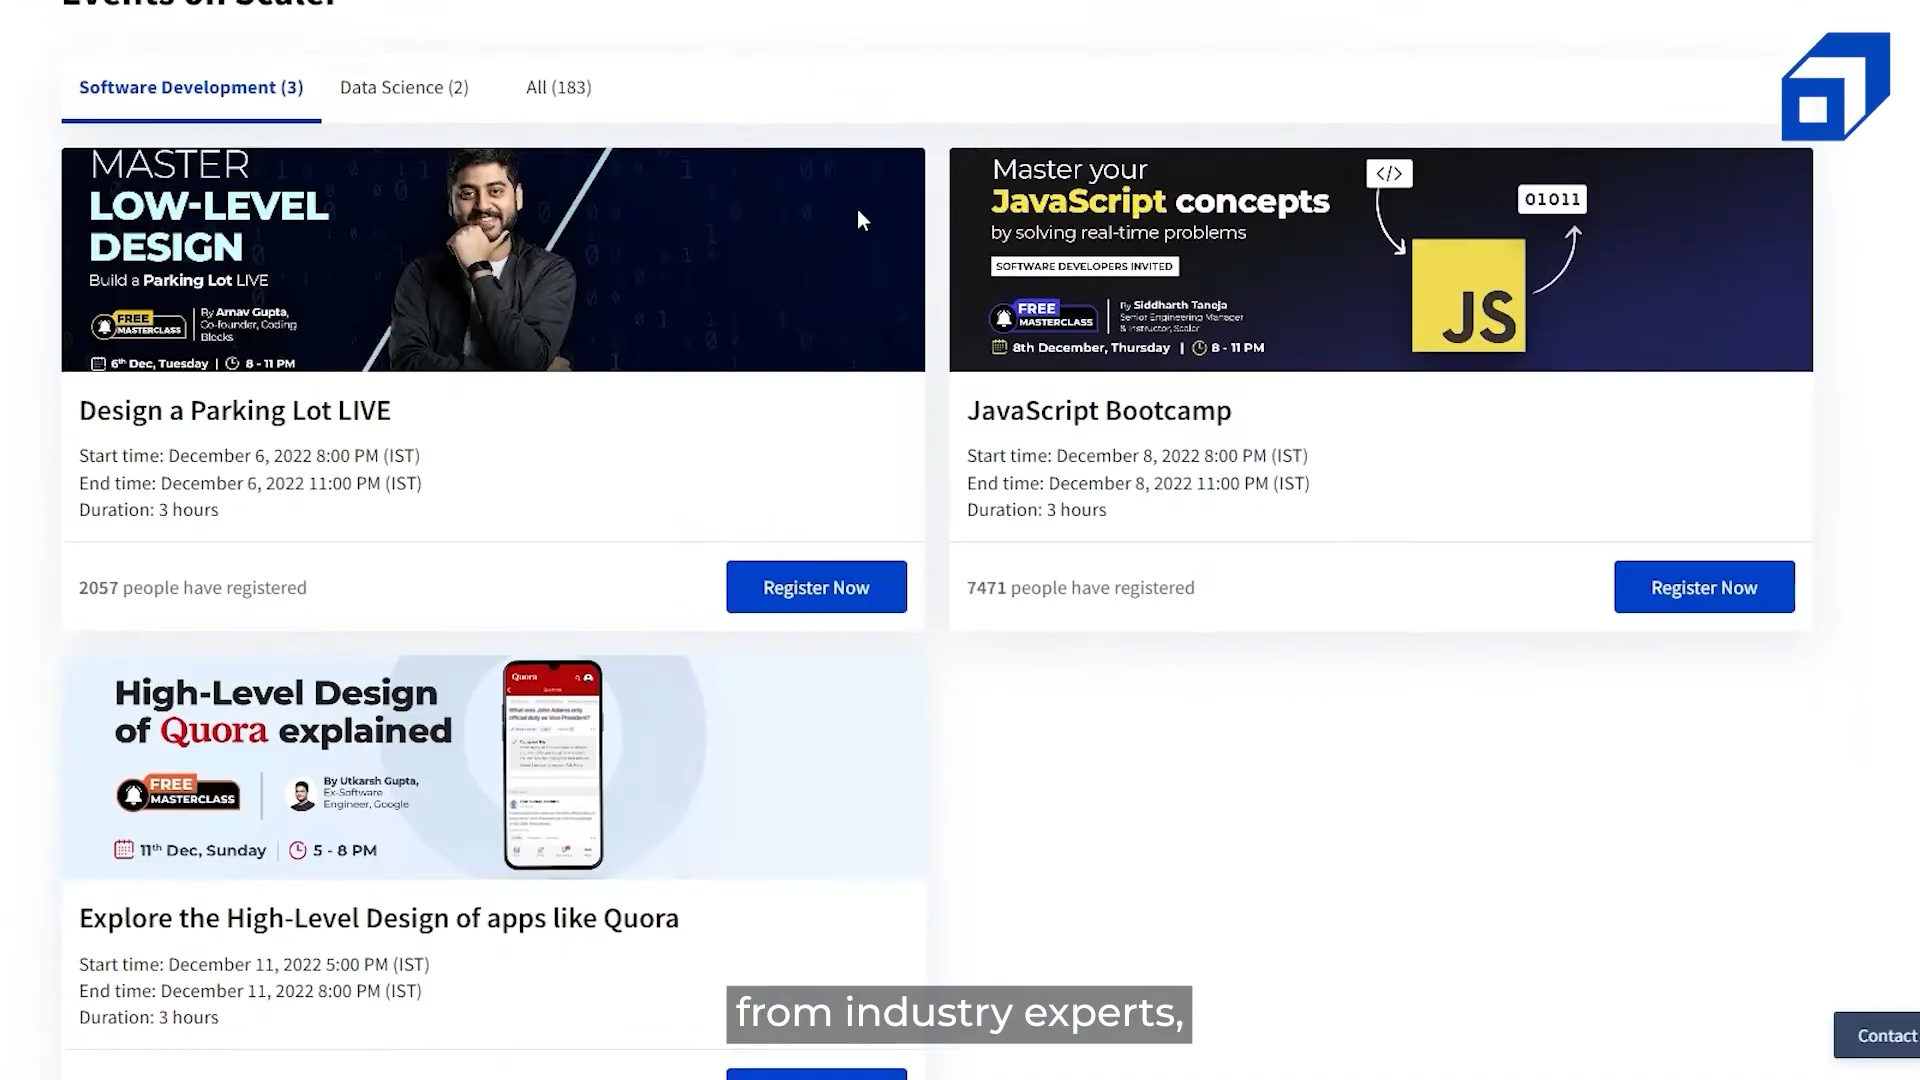 Events on Scaler
Software Development (3)
Data Science (2)
All (183)
MASTER
LOW-LEVEL
DESIGN
Build a Parking Lot LIVE
FREE
MASTERCLASS
By Arnav Gupta,
Co-founder, Coding
Blocks
6th Dec, Tuesday | 8 - 11 PM
Master your
JavaScript concepts
by solving real-time problems
SOFTWARE DEVELOPERS INVITED
FREE
MASTERCLASS
By Siddharth Taneja
Senior Engineering Manager
& Instructor, Scaler
8th December, Thursday | 8 - 11 PM
</>
01011
JS
Design a Parking Lot LIVE
Start time: December 6, 2022 8:00 PM (IST)
End time: December 6, 2022 11:00 PM (IST)
Duration: 3 hours
2057 people have registered
Register Now
JavaScript Bootcamp
Start time: December 8, 2022 8:00 PM (IST)
End time: December 8, 2022 11:00 PM (IST)
Duration: 3 hours
7471 people have registered
Register Now
High-Level Design
of Quora explained
FREE
MASTERCLASS
By Utkarsh Gupta,
Ex-Software
Engineer, Google
11th Dec, Sunday
5 - 8 PM
Quora
Explore the High-Level Design of apps like Quora
Start time: December 11, 2022 5:00 PM (IST)
End time: December 11, 2022 8:00 PM (IST)
Duration: 3 hours
from industry experts,
Contact